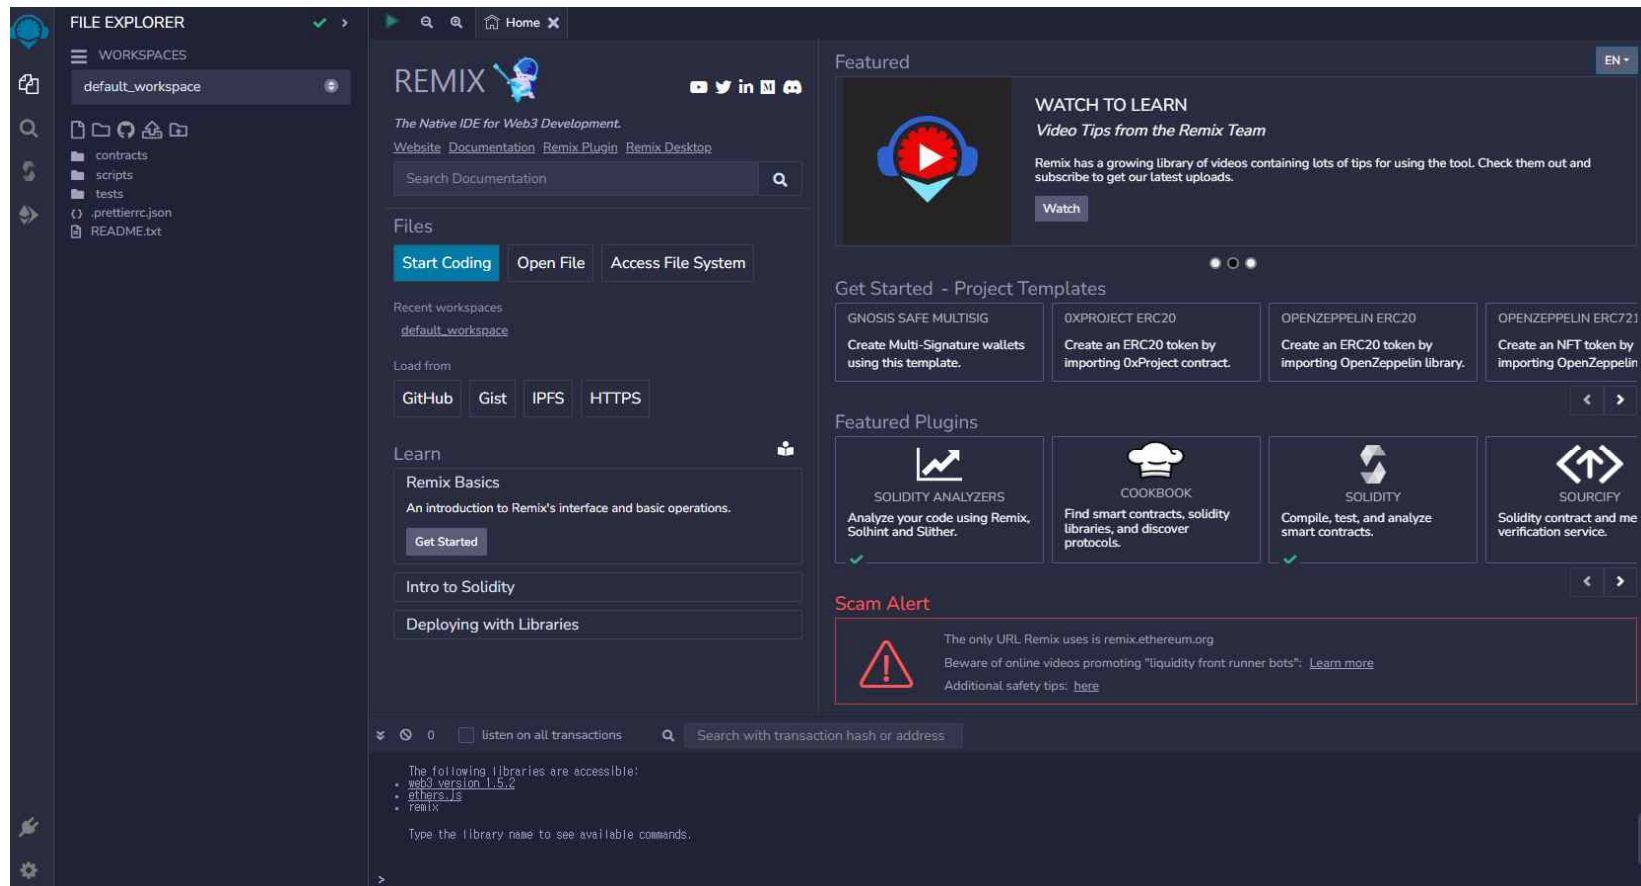 FILE EXPLORER
WORKSPACES
default_workspace
contracts
scripts
tests
.prettierrc.json
README.txt
Home
REMIX
The Native IDE for Web3 Development.
Website Documentation Remix Plugin Remix Desktop
Search Documentation
Files
Start Coding Open File Access File System
Recent workspaces
default_workspace
Load from
GitHub Gist IPFS HTTPS
Learn
Remix Basics
An introduction to Remix's interface and basic operations.
Get Started
Intro to Solidity
Deploying with Libraries
Featured
EN
WATCH TO LEARN
Video Tips from the Remix Team
Remix has a growing library of videos containing lots of tips for using the tool. Check them out and
subscribe to get our latest uploads.
Watch
Get Started - Project Templates
GNOSIS SAFE MULTISIG
Create Multi-Signature wallets
using this template.
0XPROJECT ERC20
Create an ERC20 token by
importing 0xProject contract.
OPENZEPPELIN ERC20
Create an ERC20 token by
importing OpenZeppelin library.
OPENZEPPELIN ERC721
Create an NFT token by
importing OpenZeppelin
Featured Plugins
SOLIDITY ANALYZERS
Analyze your code using Remix,
Solhint and Slither.
COOKBOOK
Find smart contracts, solidity
libraries, and discover
protocols.
SOLIDITY
Compile, test, and analyze
smart contracts.
SOURCIFY
Solidity contract and me
verification service.
Scam Alert
The only URL Remix uses is remix.ethereum.org
Beware of online videos promoting "liquidity front runner bots": Learn more
Additional safety tips: here
0 listen on all transactions Search with transaction hash or address
The following libraries are accessible:
web3 version 1.5.2
ethers.js
remix
Type the library name to see available commands.
>